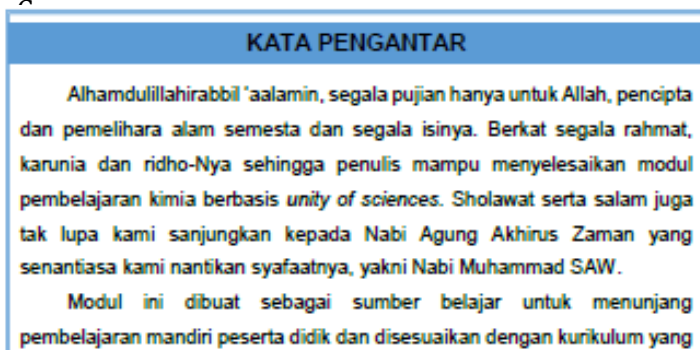 KATA PENGANTAR
Alhamdulillahirabbil 'aalamin, segala pujian hanya untuk Allah, pencipta
dan pemelihara alam semesta dan segala isinya. Berkat segala rahmat,
karunia dan ridho-Nya sehingga penulis mampu menyelesaikan modul
pembelajaran kimia berbasis unity of sciences. Sholawat serta salam juga
tak lupa kami sanjungkan kepada Nabi Agung Akhirus Zaman yang
senantiasa kami nantikan syafaatnya, yakni Nabi Muhammad SAW.
Modul ini dibuat sebagai sumber belajar untuk menunjang
pembelajaran mandiri peserta didik dan disesuaikan dengan kurikulum yang